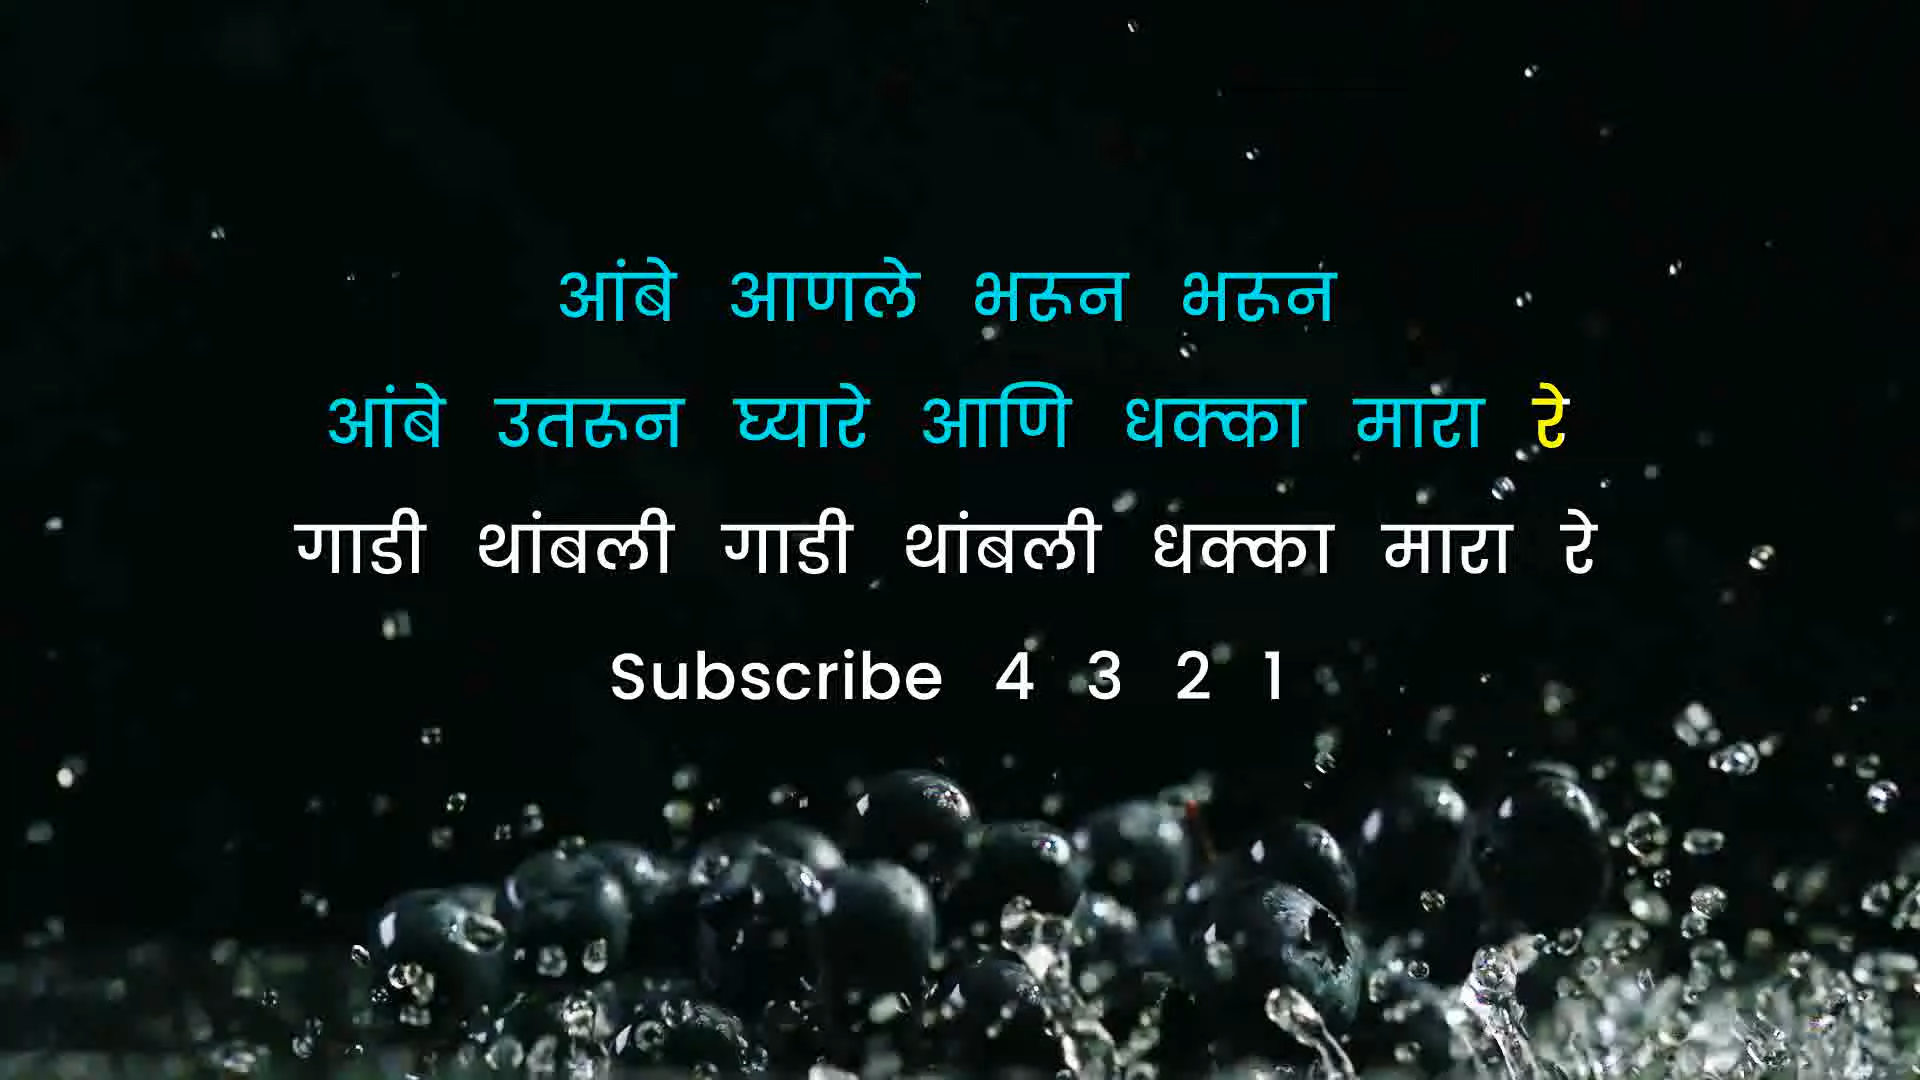 आंबे आणले भरून भरून
आंबे उतरून घ्यारे आणि धक्का मारा रे
गाडी थांबली गाडी थांबली धक्का मारा रे
Subscribe 4 3 2 1